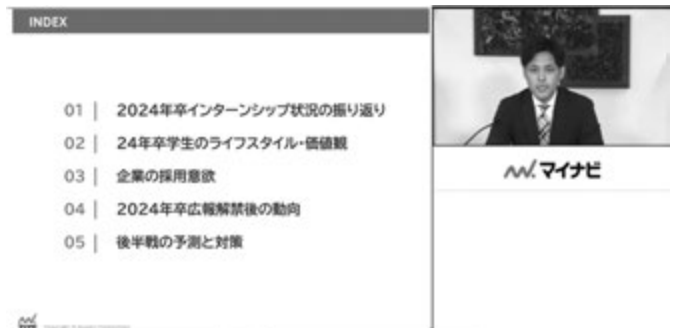 INDEX
01 | 2024年卒インターンシップ状況の振り返り
02 | 24年卒学生のライフスタイル・価値観
03 | 企業の採用意欲
04 | 2024年卒広報解禁後の動向
05 | 後半戦の予測と対策
マイナビ